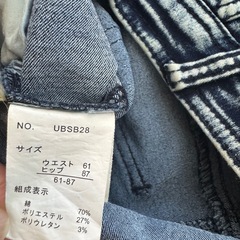 NO. UBSB28
サイズ
ウエスト 61
ヒップ 87
61-87
組成表示
綿 70%
ポリエステル 27%
ポリウレタン 3%